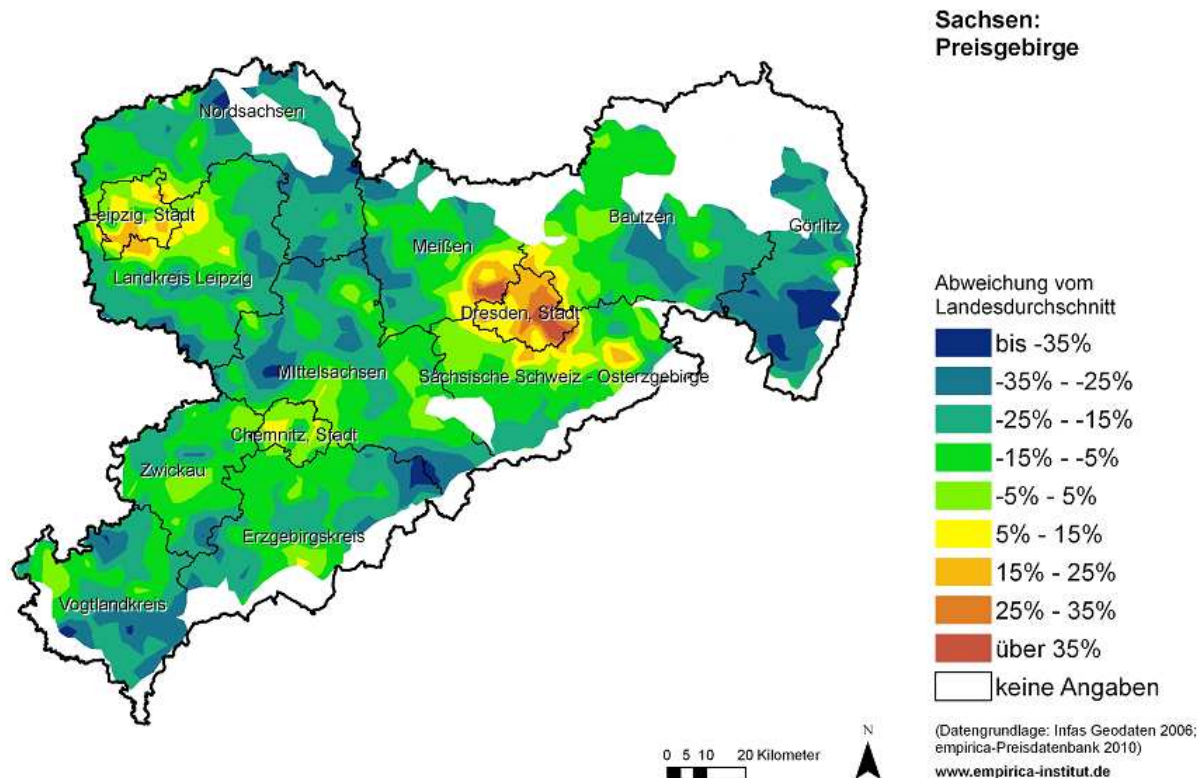 Sachsen:
Preisgebirge
Nordsachsen
Leipzig, Stadt
Landkreis Leipzig
Meißen
Bautzen
Görlitz
Dresden, Stadt
MIttelsachsen
Sächsische Schweiz - Osterzgebirge
Chemnitz, Stadt
Zwickau
Erzgebirgskreis
Vogtlandkreis
Abweichung vom
Landesdurchschnitt
bis -35%
-35% - -25%
-25% - -15%
-15% - -5%
-5% - 5%
5% - 15%
15% - 25%
25% - 35%
über 35%
keine Angaben
(Datengrundlage: Infas Geodaten 2006;
empirica-Preisdatenbank 2010)
www.empirica-institut.de
N
0 5 10 20 Kilometer